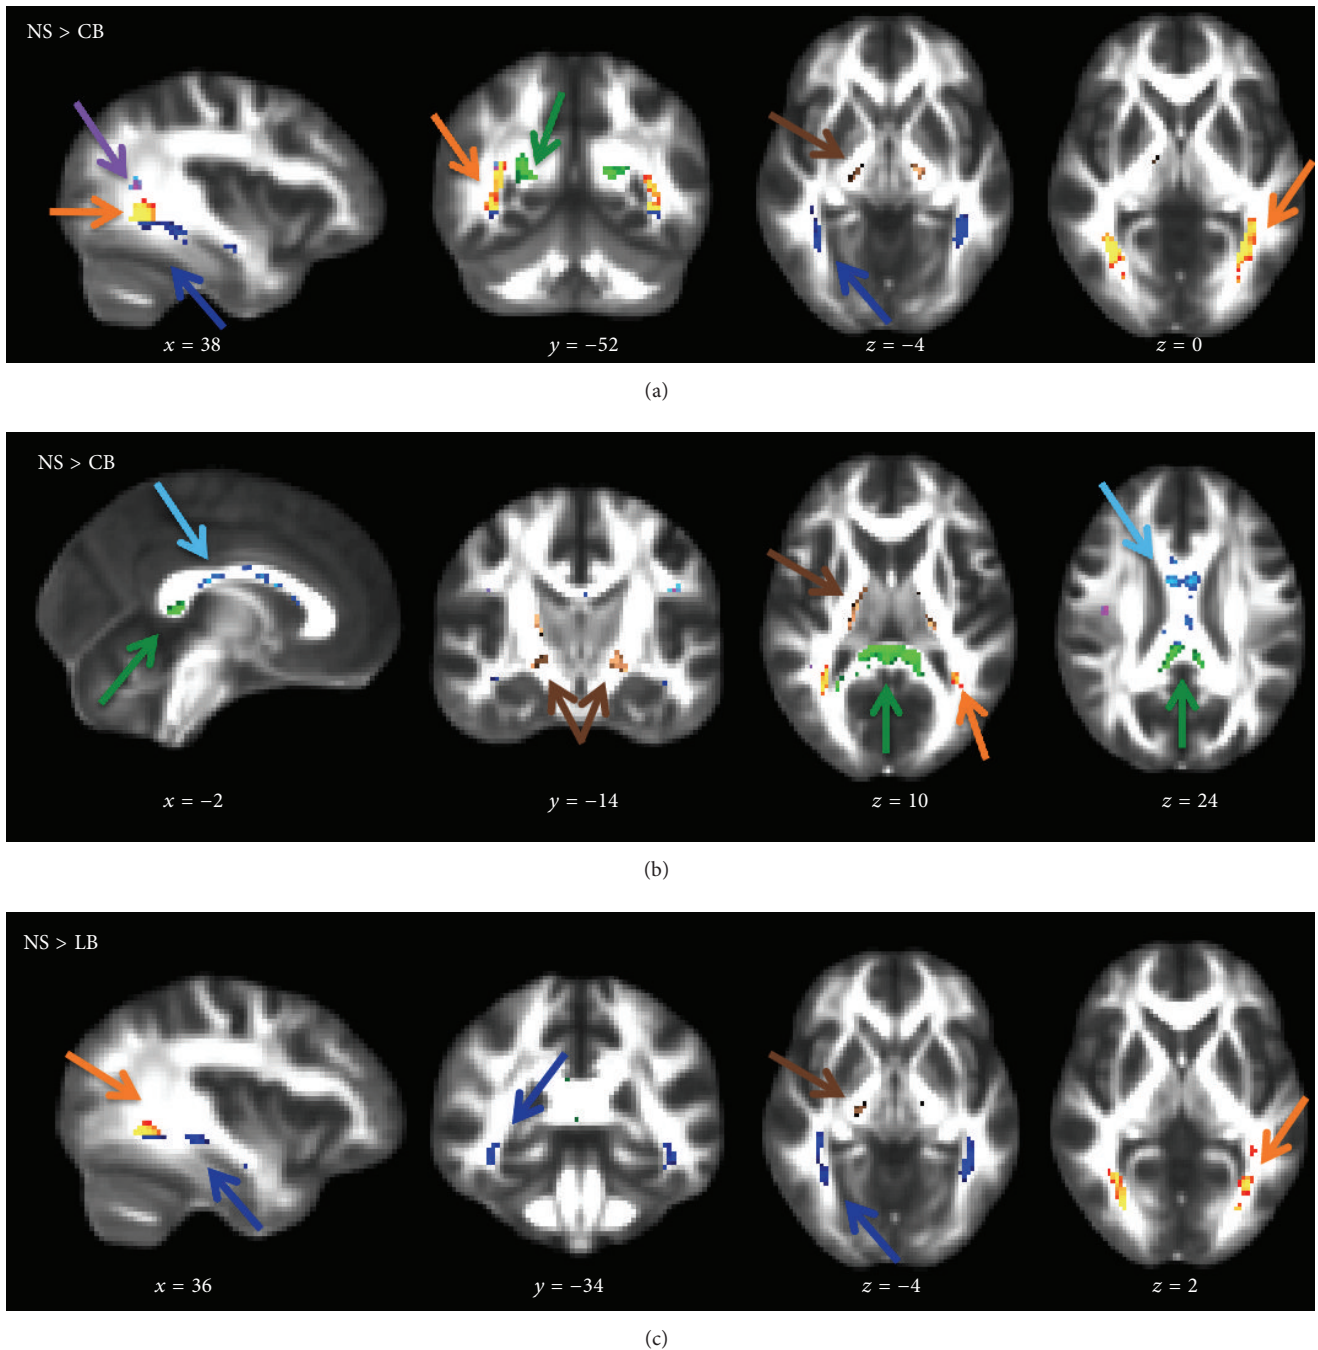 NS > CB
x = 38
y = −52
z = −4
z = 0
(a)
NS > CB
x = −2
y = −14
z = 10
z = 24
(b)
NS > LB
x = 36
y = −34
z = −4
z = 2
(c)